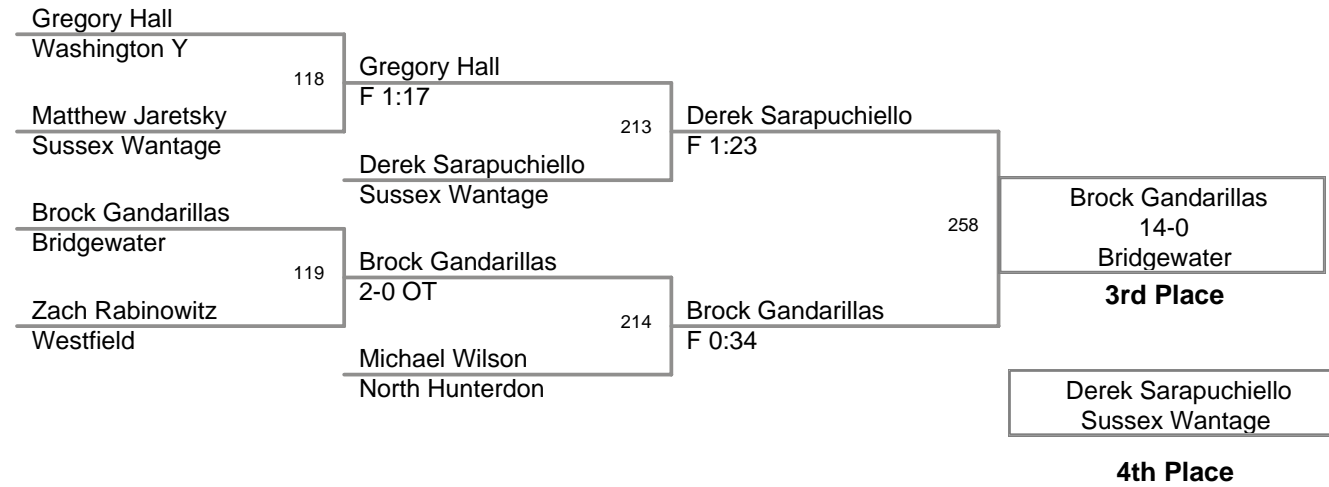 Gregory Hall
Washington Y
118
Matthew Jaretsky
Sussex Wantage
Brock Gandarillas
Bridgewater
119
Zach Rabinowitz
Westfield
Gregory Hall
F 1:17
213
Derek Sarapuchiello
Sussex Wantage
Brock Gandarillas
2-0 OT
214
Michael Wilson
North Hunterdon
Derek Sarapuchiello
F 1:23
258
Brock Gandarillas
F 0:34
Brock Gandarillas
14-0
Bridgewater
3rd Place
Derek Sarapuchiello
Sussex Wantage
4th Place